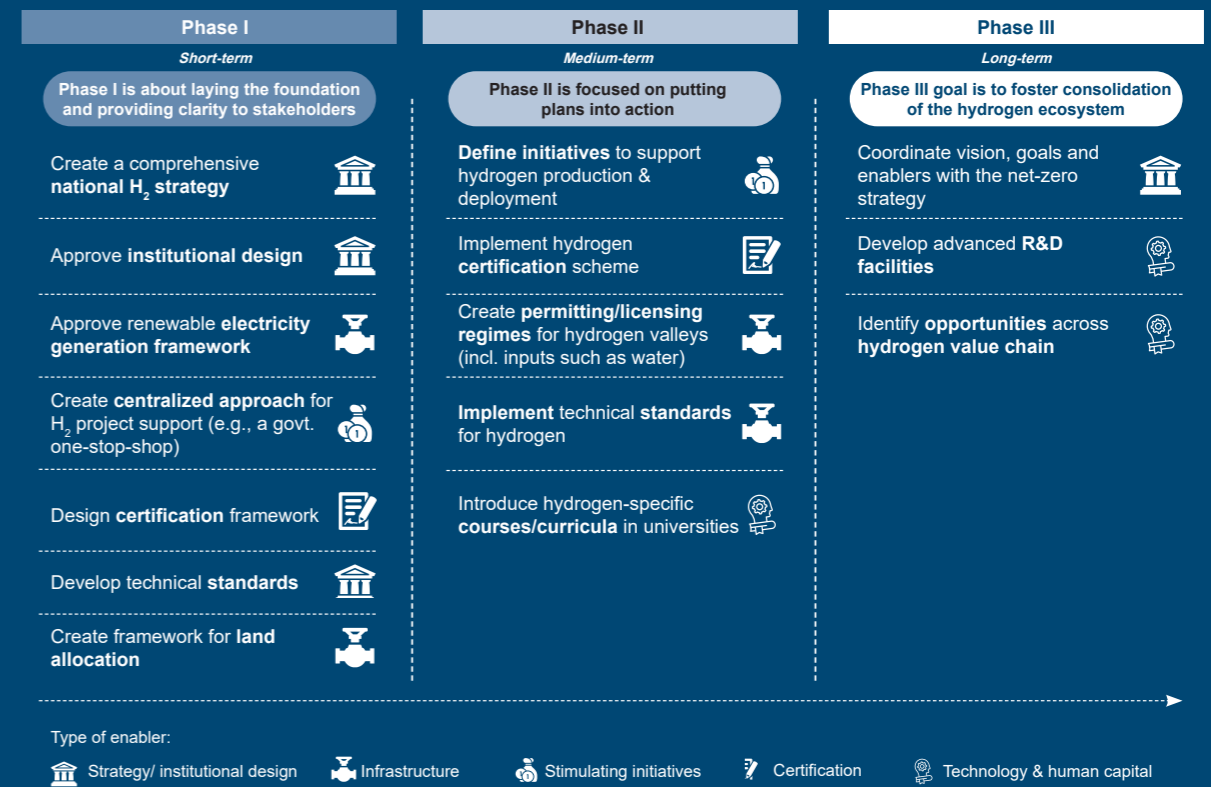 Phase I
Short-term
Phase I is about laying the foundation
and providing clarity to stakeholders
Create a comprehensive
national H₂ strategy
Approve institutional design
Approve renewable electricity
generation framework
Create centralized approach for
H₂ project support (e.g., a govt.
one-stop-shop)
Design certification framework
Develop technical standards
Create framework for land
allocation
Phase II
Medium-term
Phase II is focused on putting
plans into action
Define initiatives to support
hydrogen production &
deployment
Implement hydrogen
certification scheme
Create permitting/licensing
regimes for hydrogen valleys
(incl. inputs such as water)
Implement technical standards
for hydrogen
Introduce hydrogen-specific
courses/curricula in universities
Phase III
Long-term
Phase III goal is to foster consolidation
of the hydrogen ecosystem
Coordinate vision, goals and
enablers with the net-zero
strategy
Develop advanced R&D
facilities
Identify opportunities across
hydrogen value chain
Type of enabler:
Strategy/ institutional design
Infrastructure
Stimulating initiatives
Certification
Technology & human capital